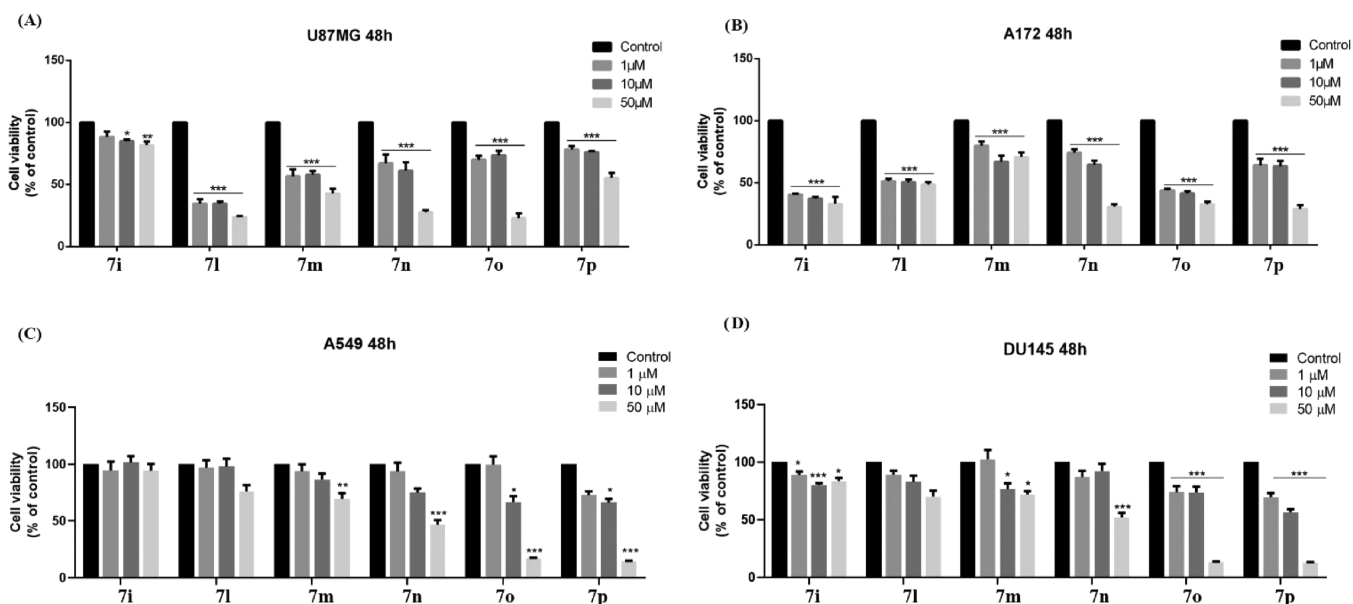 (A)
U87MG 48h
Control
1μM
10μM
50μM
Cell viability
(% of control)
150
100
50
0
* ** *** *** *** *** ***
7i 7l 7m 7n 7o 7p
(B)
A172 48h
Control
1μM
10μM
50μM
Cell viability
(% of control)
150
100
50
0
*** *** *** *** *** ***
7i 7l 7m 7n 7o 7p
(C)
A549 48h
Control
1 μM
10 μM
50 μM
Cell viability
(% of control)
150
100
50
0
** *** * *** * ***
7i 7l 7m 7n 7o 7p
(D)
DU145 48h
Control
1 μM
10 μM
50 μM
Cell viability
(% of control)
150
100
50
0
* *** * * * *** *** ***
7i 7l 7m 7n 7o 7p